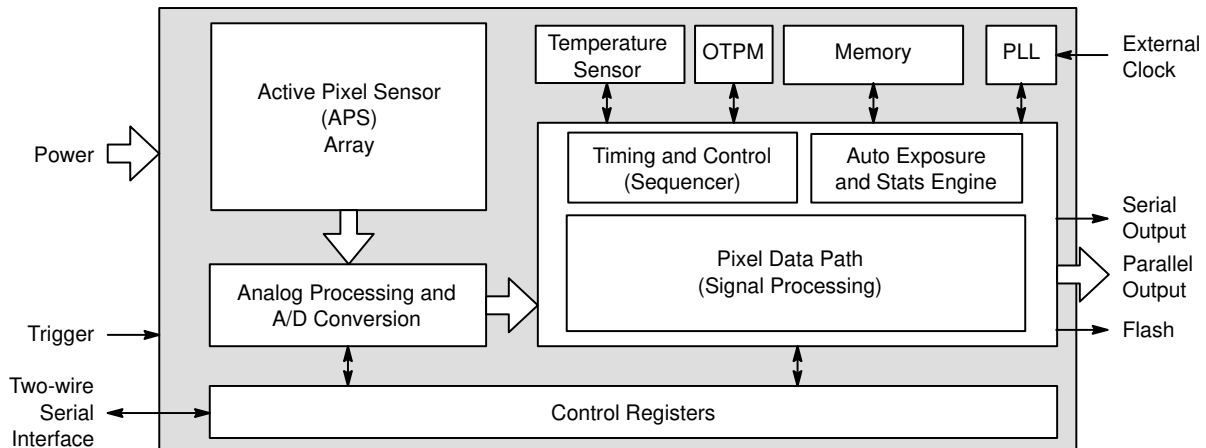 Temperature
Sensor
OTPM
Memory
PLL
External
Clock
Active Pixel Sensor
(APS)
Array
Power
Timing and Control
(Sequencer)
Auto Exposure
and Stats Engine
Serial
Output
Pixel Data Path
(Signal Processing)
Parallel
Output
Analog Processing and
A/D Conversion
Trigger
Flash
Two-wire
Serial
Interface
Control Registers